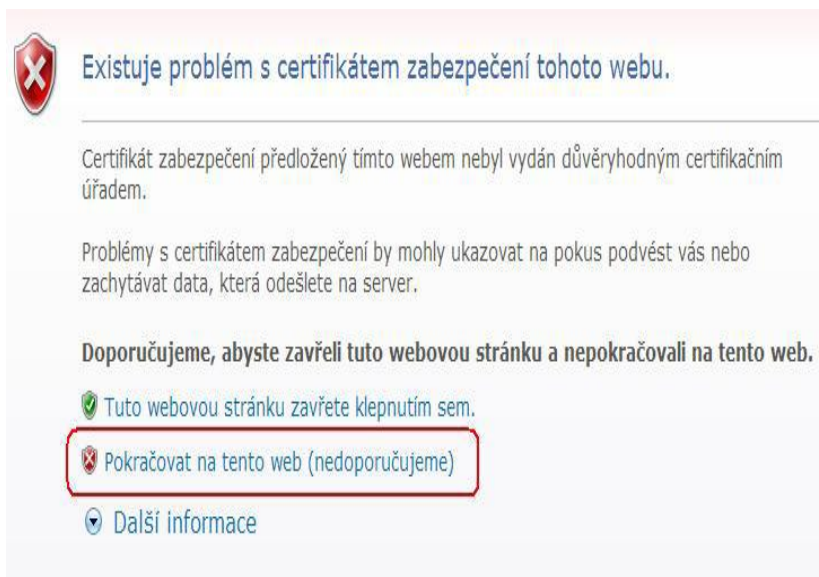 Existuje problém s certifikátem zabezpečení tohoto webu.
Certifikát zabezpečení předložený tímto webem nebyl vydán důvěryhodným certifikačním
úřadem.
Problémy s certifikátem zabezpečení by mohly ukazovat na pokus podvést vás nebo
zachytávat data, která odešlete na server.
Doporučujeme, abyste zavřeli tuto webovou stránku a nepokračovali na tento web.
Tuto webovou stránku zavřete klepnutím sem.
Pokračovat na tento web (nedoporučujeme)
Další informace